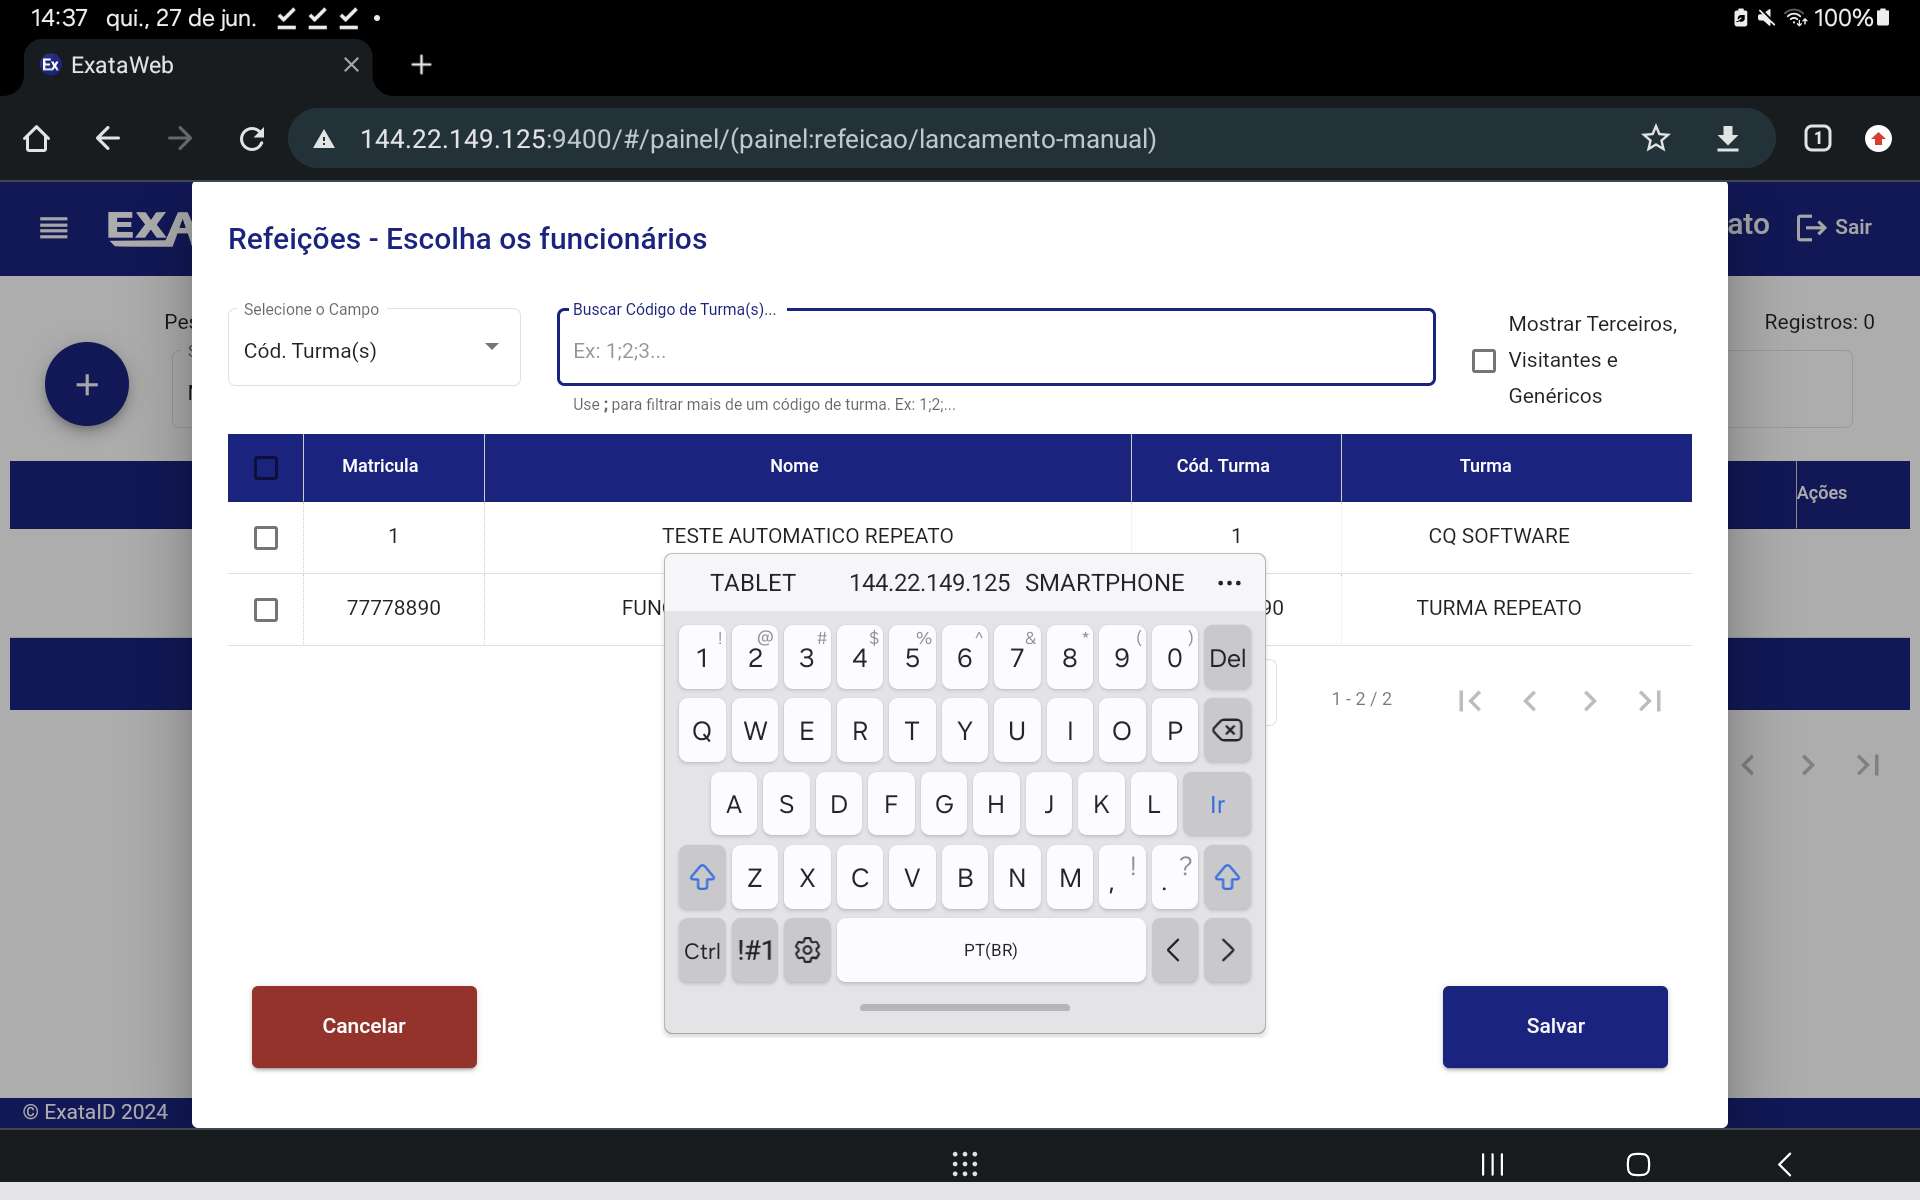 14:37 qui., 27 de jun. 100%
Ex ExataWeb
144.22.149.125:9400/#/painel/(painel:refeicao/lancamento-manual)
1
EXA
ato
Sair
Refeições - Escolha os funcionários
Selecione o Campo
Cód. Turma(s)
Buscar Código de Turma(s)...
Ex: 1;2;3...
Use ; para filtrar mais de um código de turma. Ex: 1;2;...
Mostrar Terceiros,
Visitantes e
Genéricos
Pes
Registros: 0
Matricula Nome Cód. Turma Turma
Ações
1 TESTE AUTOMATICO REPEATO 1 CQ SOFTWARE
77778890 FUN 90 TURMA REPEATO
1 - 2 / 2
TABLET 144.22.149.125 SMARTPHONE
! @ # $ % ^ & * ( )
1 2 3 4 5 6 7 8 9 0 Del
Q W E R T Y U I O P
A S D F G H J K L Ir
Z X C V B N M , ! . ?
Ctrl !#1 PT(BR)
Cancelar
Salvar
© ExataID 2024